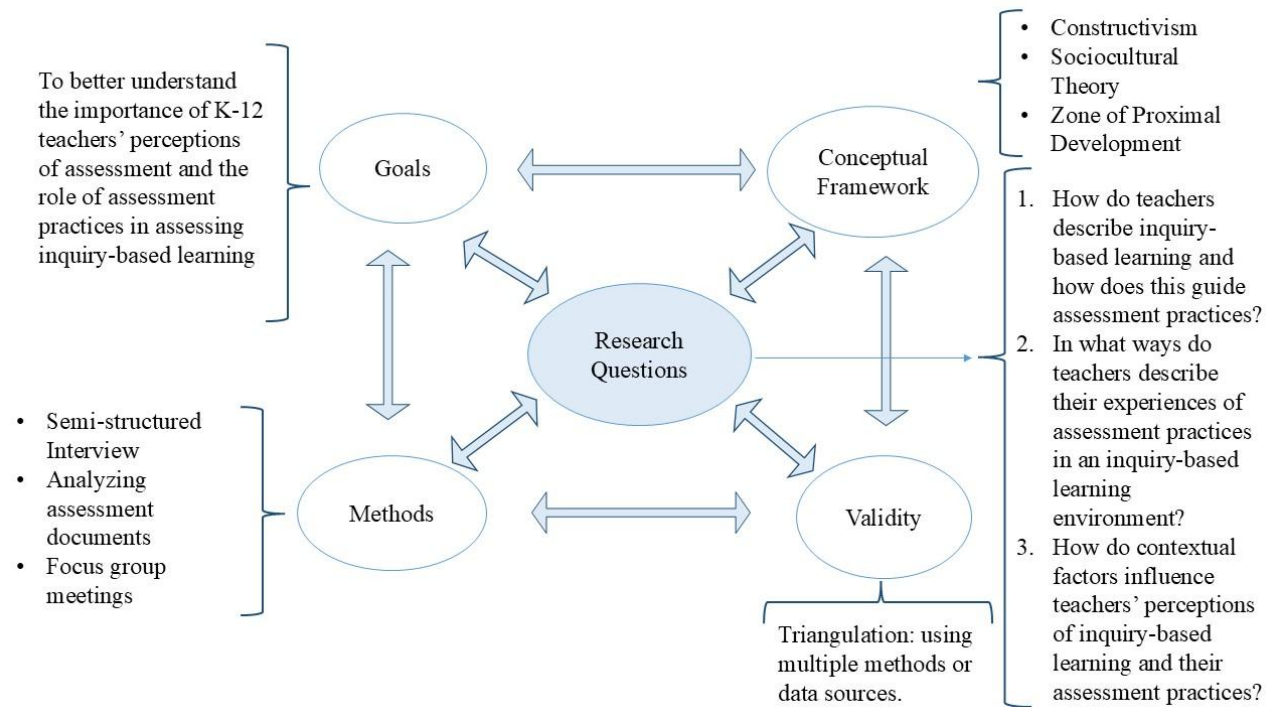 To better understand
the importance of K-12
teachers’ perceptions
of assessment and the
role of assessment
practices in assessing
inquiry-based learning
Goals
Conceptual
Framework
• Constructivism
• Sociocultural
Theory
• Zone of Proximal
Development
Research
Questions
1. How do teachers
describe inquiry-
based learning and
how does this guide
assessment practices?
2. In what ways do
teachers describe
their experiences of
assessment practices
in an inquiry-based
learning
environment?
3. How do contextual
factors influence
teachers’ perceptions
of inquiry-based
learning and their
assessment practices?
• Semi-structured
Interview
• Analyzing
assessment
documents
• Focus group
meetings
Methods
Validity
Triangulation: using
multiple methods or
data sources.